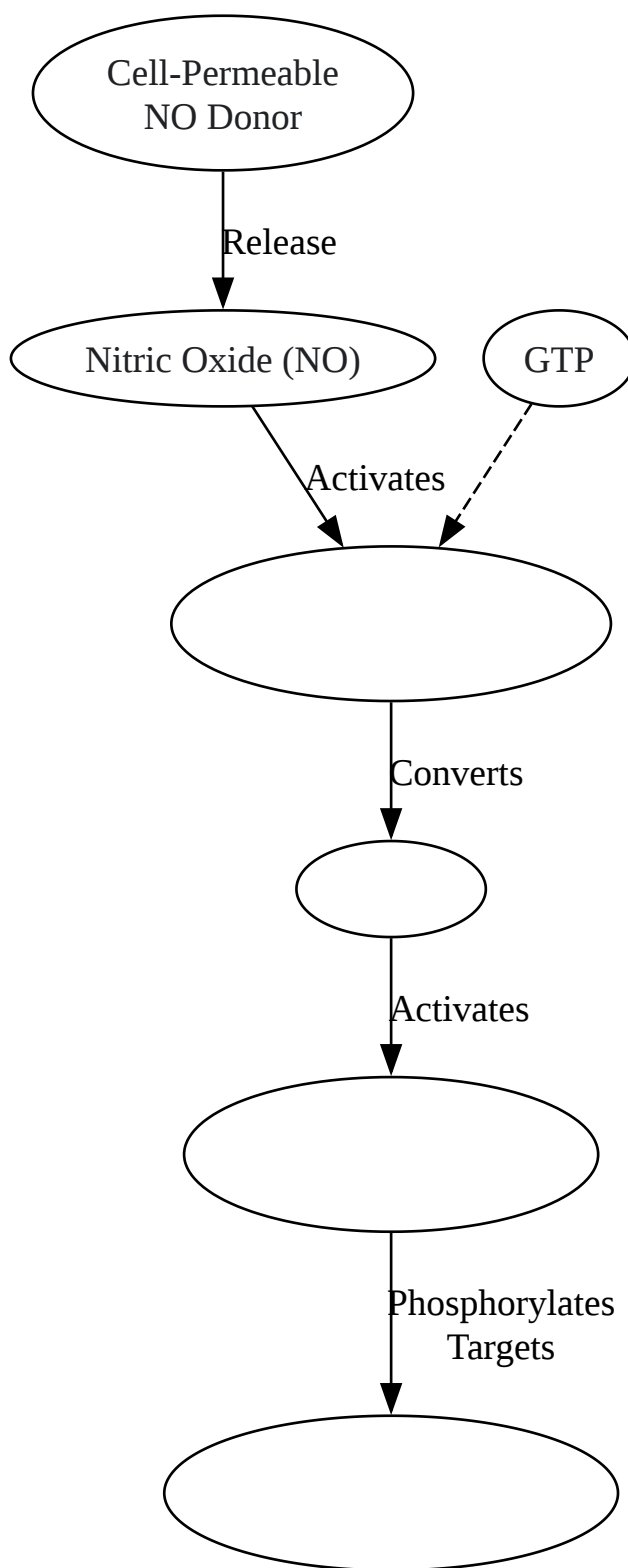 Cell-Permeable
NO Donor
Release
Nitric Oxide (NO)
GTP
Activates
Converts
Activates
Phosphorylates
Targets